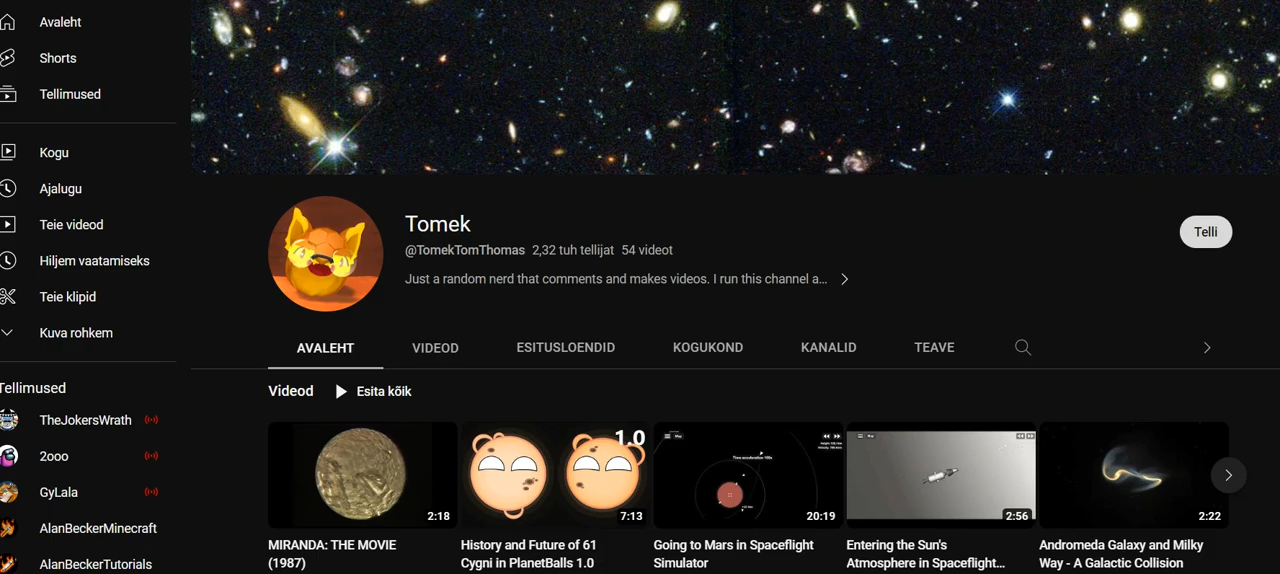 Avaleht
Shorts
Tellimused
Kogu
Ajalugu
Teie videod
Hiljem vaatamiseks
Teie klipid
Kuva rohkem
Tellimused
TheJokersWrath
2ooo
GyLala
AlanBeckerMinecraft
AlanBeckerTutorials
Tomek
@TomekTomThomas 2,32 tuh tellijat 54 videot
Just a random nerd that comments and makes videos. I run this channel a...
Telli
AVALEHT VIDEOD ESITUSLOENDID KOGUKOND KANALID TEAVE
Videod Esita kõik
2:18
MIRANDA: THE MOVIE
(1987)
1.0
7:13
History and Future of 61
Cygni in PlanetBalls 1.0
20:19
Going to Mars in Spaceflight
Simulator
2:56
Entering the Sun's
Atmosphere in Spaceflight...
2:22
Andromeda Galaxy and Milky
Way - A Galactic Collision